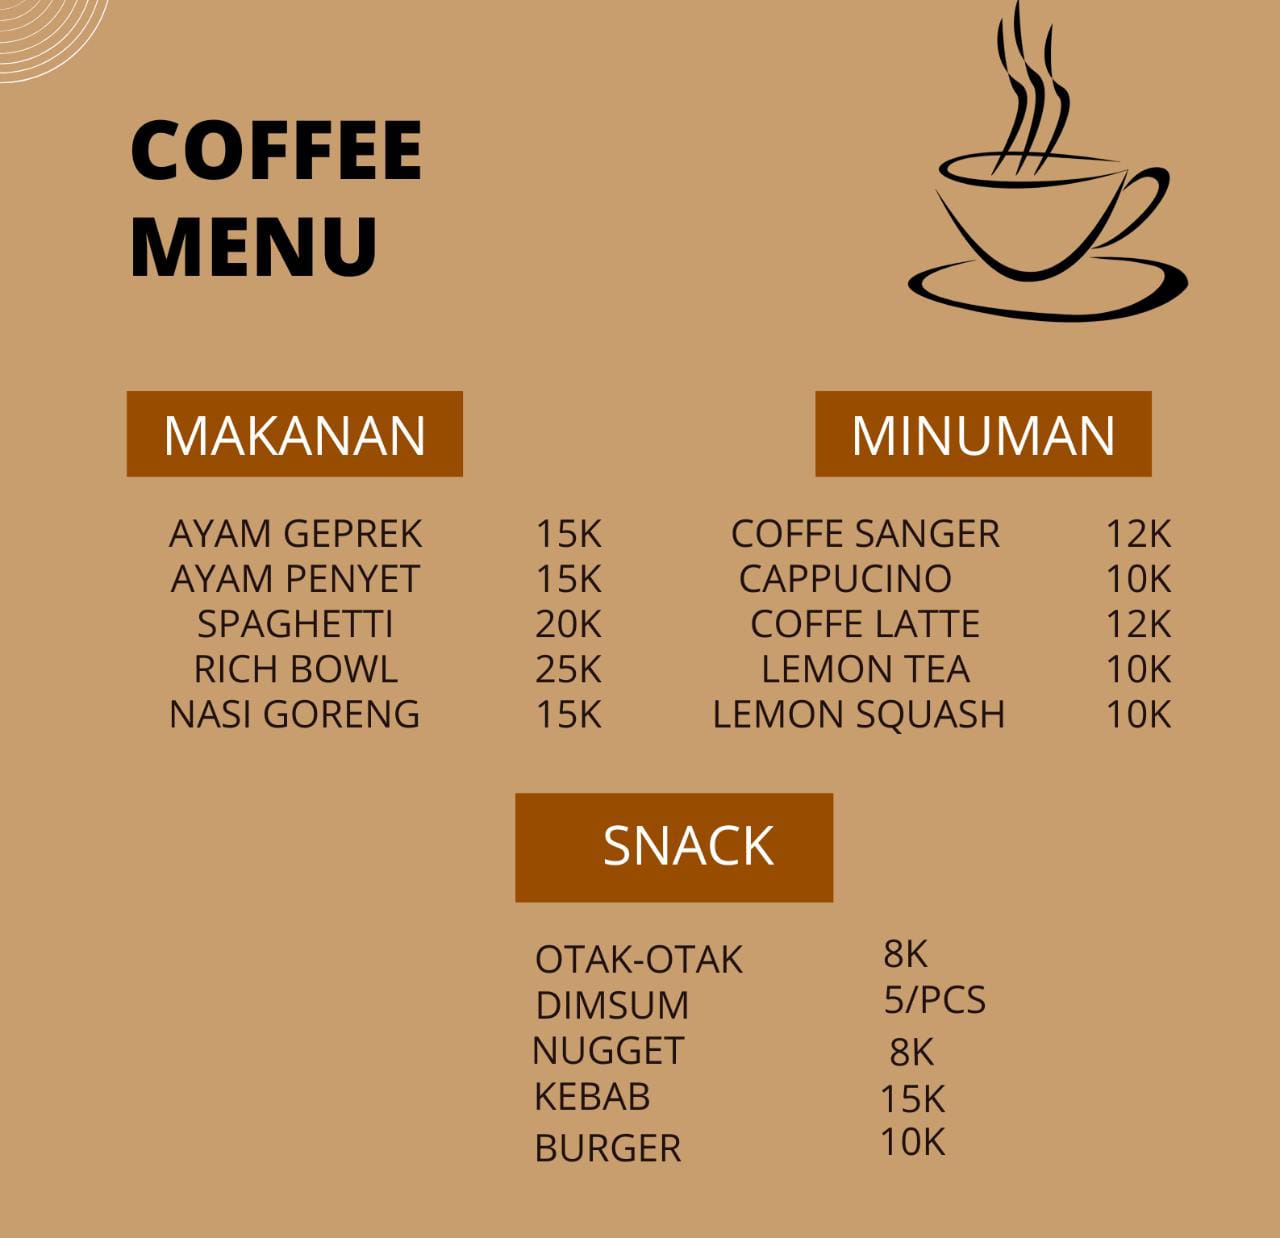 COFFEE
MENU
MAKANAN
AYAM GEPREK 15K
AYAM PENYET 15K
SPAGHETTI 20K
RICH BOWL 25K
NASI GORENG 15K
MINUMAN
COFFE SANGER 12K
CAPPUCINO 10K
COFFE LATTE 12K
LEMON TEA 10K
LEMON SQUASH 10K
SNACK
OTAK-OTAK 8K
DIMSUM 5/PCS
NUGGET 8K
KEBAB 15K
BURGER 10K